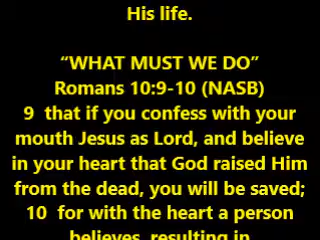 His life.
“WHAT MUST WE DO”
Romans 10:9-10 (NASB)
9  that if you confess with your
mouth Jesus as Lord, and believe
in your heart that God raised Him
from the dead, you will be saved;
10  for with the heart a person
believes, resulting in